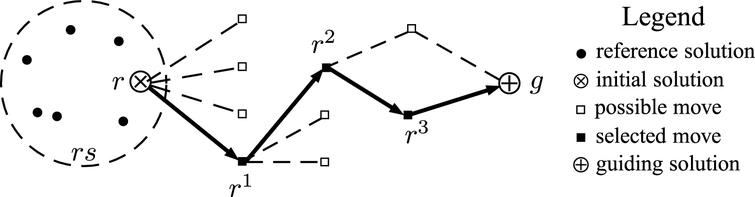 Legend
r²
reference solution
r
g
initial solution
possible move
r³
selected move
rs
guiding solution
r¹